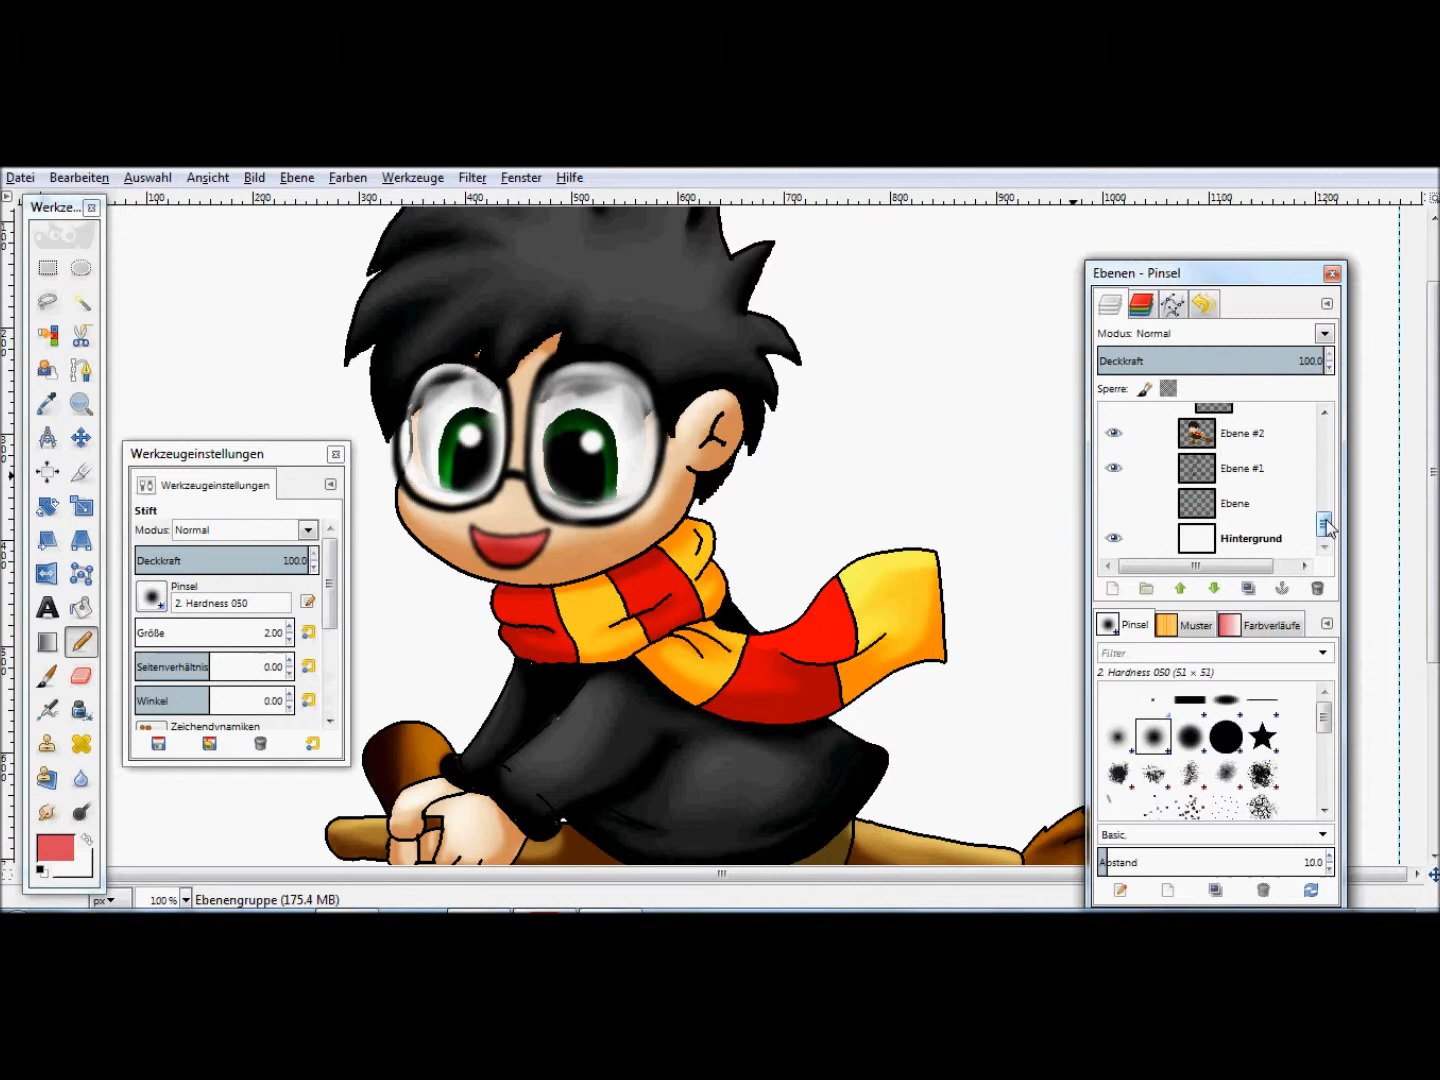 Datei Bearbeiten Auswahl Ansicht Bild Ebene Farben Werkzeuge Filter Fenster Hilfe
100 200 300 400 500 600 700 800 900 1000 1100 1200
Werkze...
Ebenen - Pinsel
Modus: Normal
Deckkraft 100.0
Sperre:
Ebene #2
Ebene #1
Ebene
Hintergrund
Werkzeugeinstellungen
Werkzeugeinstellungen
Stift
Modus: Normal
Deckkraft 100.0
Pinsel
2. Hardness 050
Größe 2.00
Seitenverhältnis 0.00
Winkel 0.00
Zeichendynamiken
Pinsel Muster Farbverläufe
Filter
2. Hardness 050 (51 × 51)
Basic,
Abstand 10.0
px 100 % Ebenengruppe (175.4 MB)